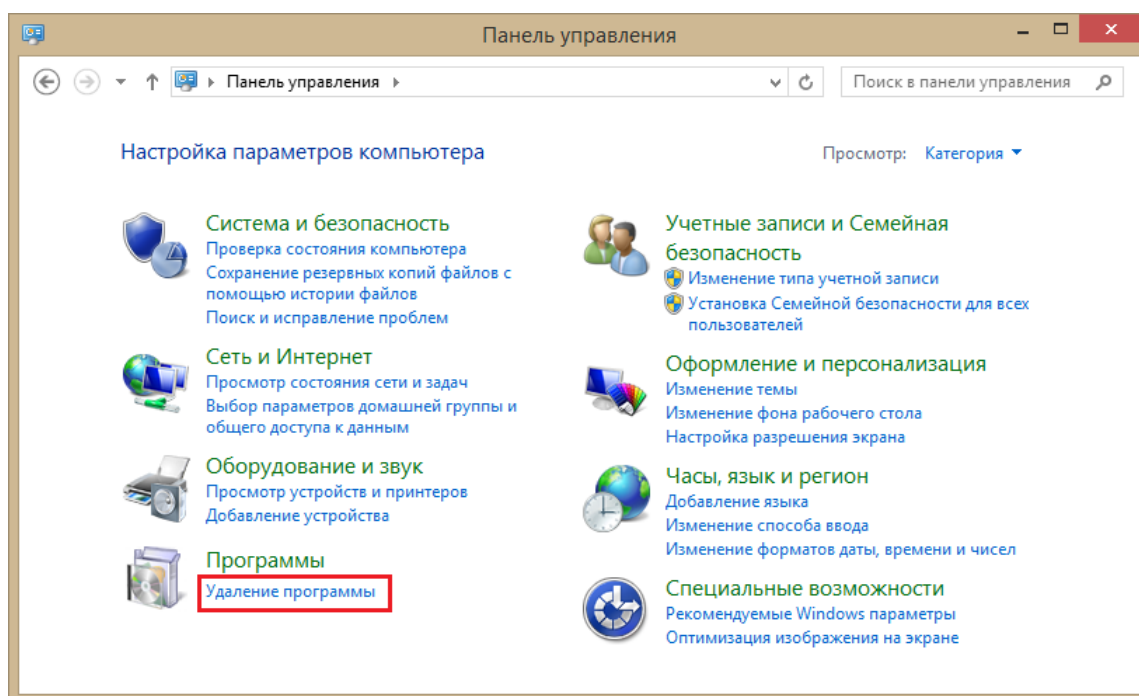 Панель управления
Панель управления
Поиск в панели управления
Настройка параметров компьютера
Просмотр: Категория
Система и безопасность
Проверка состояния компьютера
Сохранение резервных копий файлов с
помощью истории файлов
Поиск и исправление проблем
Сеть и Интернет
Просмотр состояния сети и задач
Выбор параметров домашней группы и
общего доступа к данным
Оборудование и звук
Просмотр устройств и принтеров
Добавление устройства
Программы
Удаление программы
Учетные записи и Семейная
безопасность
Изменение типа учетной записи
Установка Семейной безопасности для всех
пользователей
Оформление и персонализация
Изменение темы
Изменение фона рабочего стола
Настройка разрешения экрана
Часы, язык и регион
Добавление языка
Изменение способа ввода
Изменение форматов даты, времени и чисел
Специальные возможности
Рекомендуемые Windows параметры
Оптимизация изображения на экране